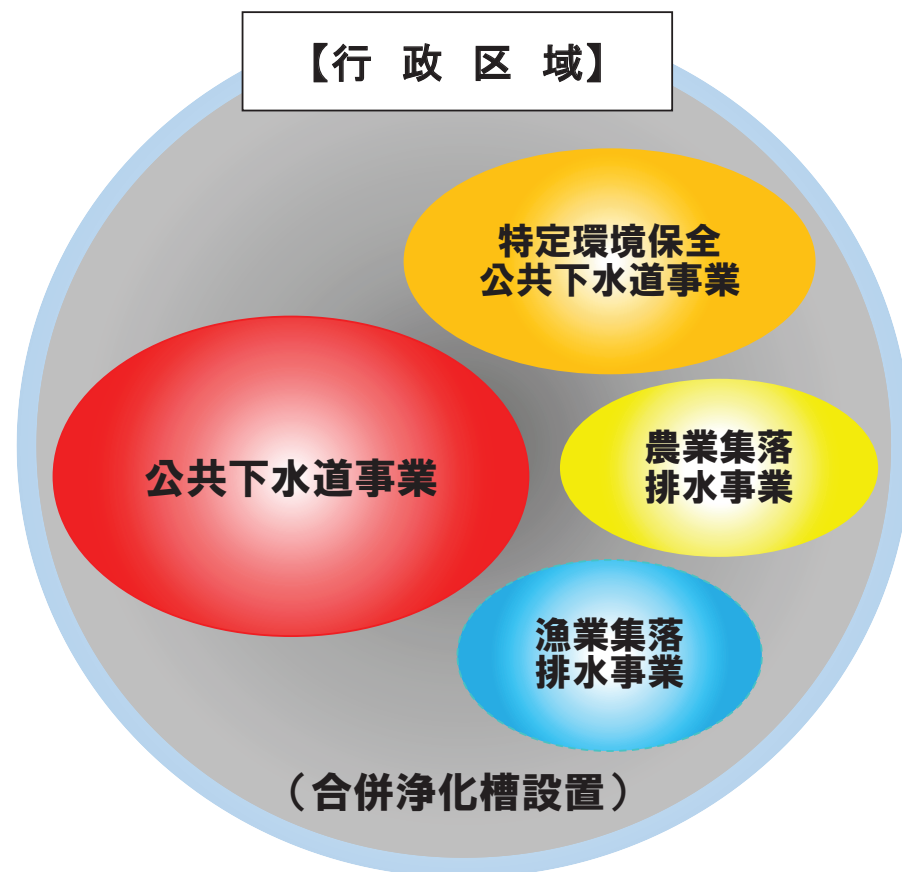 【行 政 区 域】
特定環境保全
公共下水道事業
公共下水道事業
農業集落
排水事業
漁業集落
排水事業
（合併浄化槽設置）